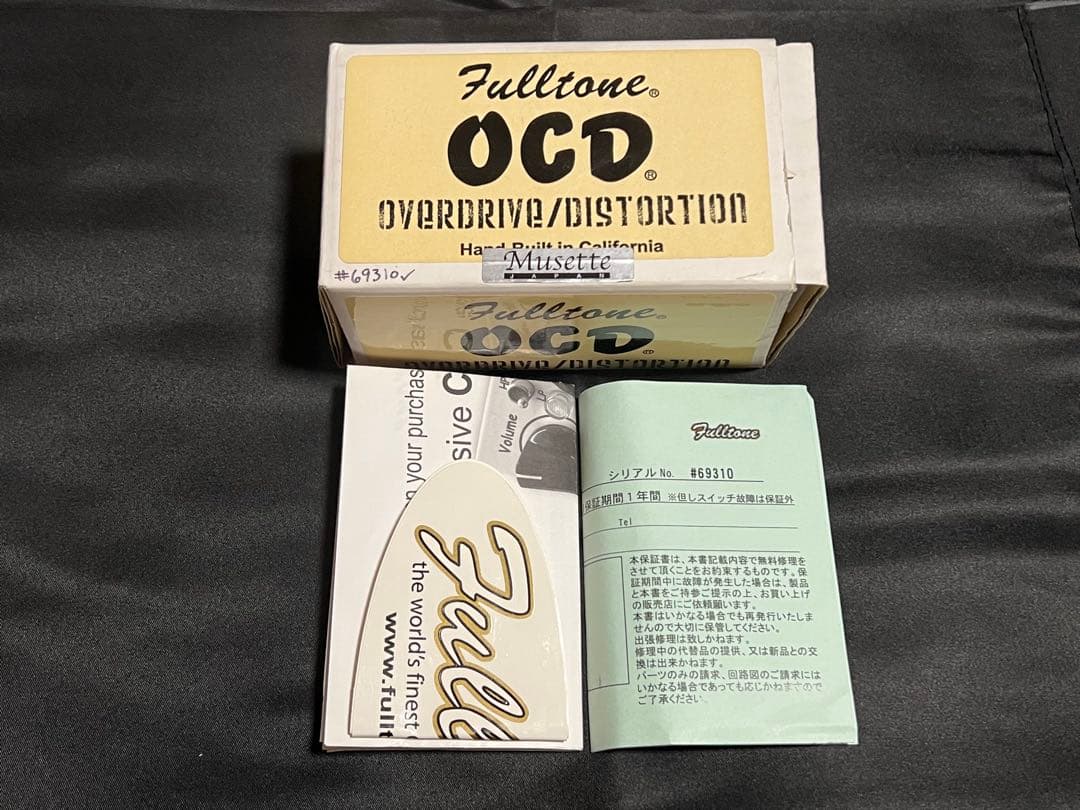 Fulltone®
OCD®
OVERDRIVE/DISTORTION
Hand Built in California
Musette
JAPAN
#69310✓
Fulltone®
OCD®
OVERDRIVE/DISTORTION
your purchas
sive C
HP
LP
Volume
Full
the world's finest
www.fullt
Fulltone
シリアルNo. #69310
保証期間1年間 ※但しスイッチ故障は保証外
Tel
本保証書は、本書記載内容で無料修理を
させて頂くことをお約束するものです。保
証期間中に故障が発生した場合は、製品
と本書をご持参ご提示の上、お買い上げ
の販売店にご依頼願います。
本書はいかなる場合でも再発行いたしま
せんので大切に保管してください。
出張修理は致しかねます。
修理中の代替品の提供、又は新品との交
換は出来かねます。
パーツのみの請求、回路図のご請求には
いかなる場合であっても応じかねますので
ご了承ください。